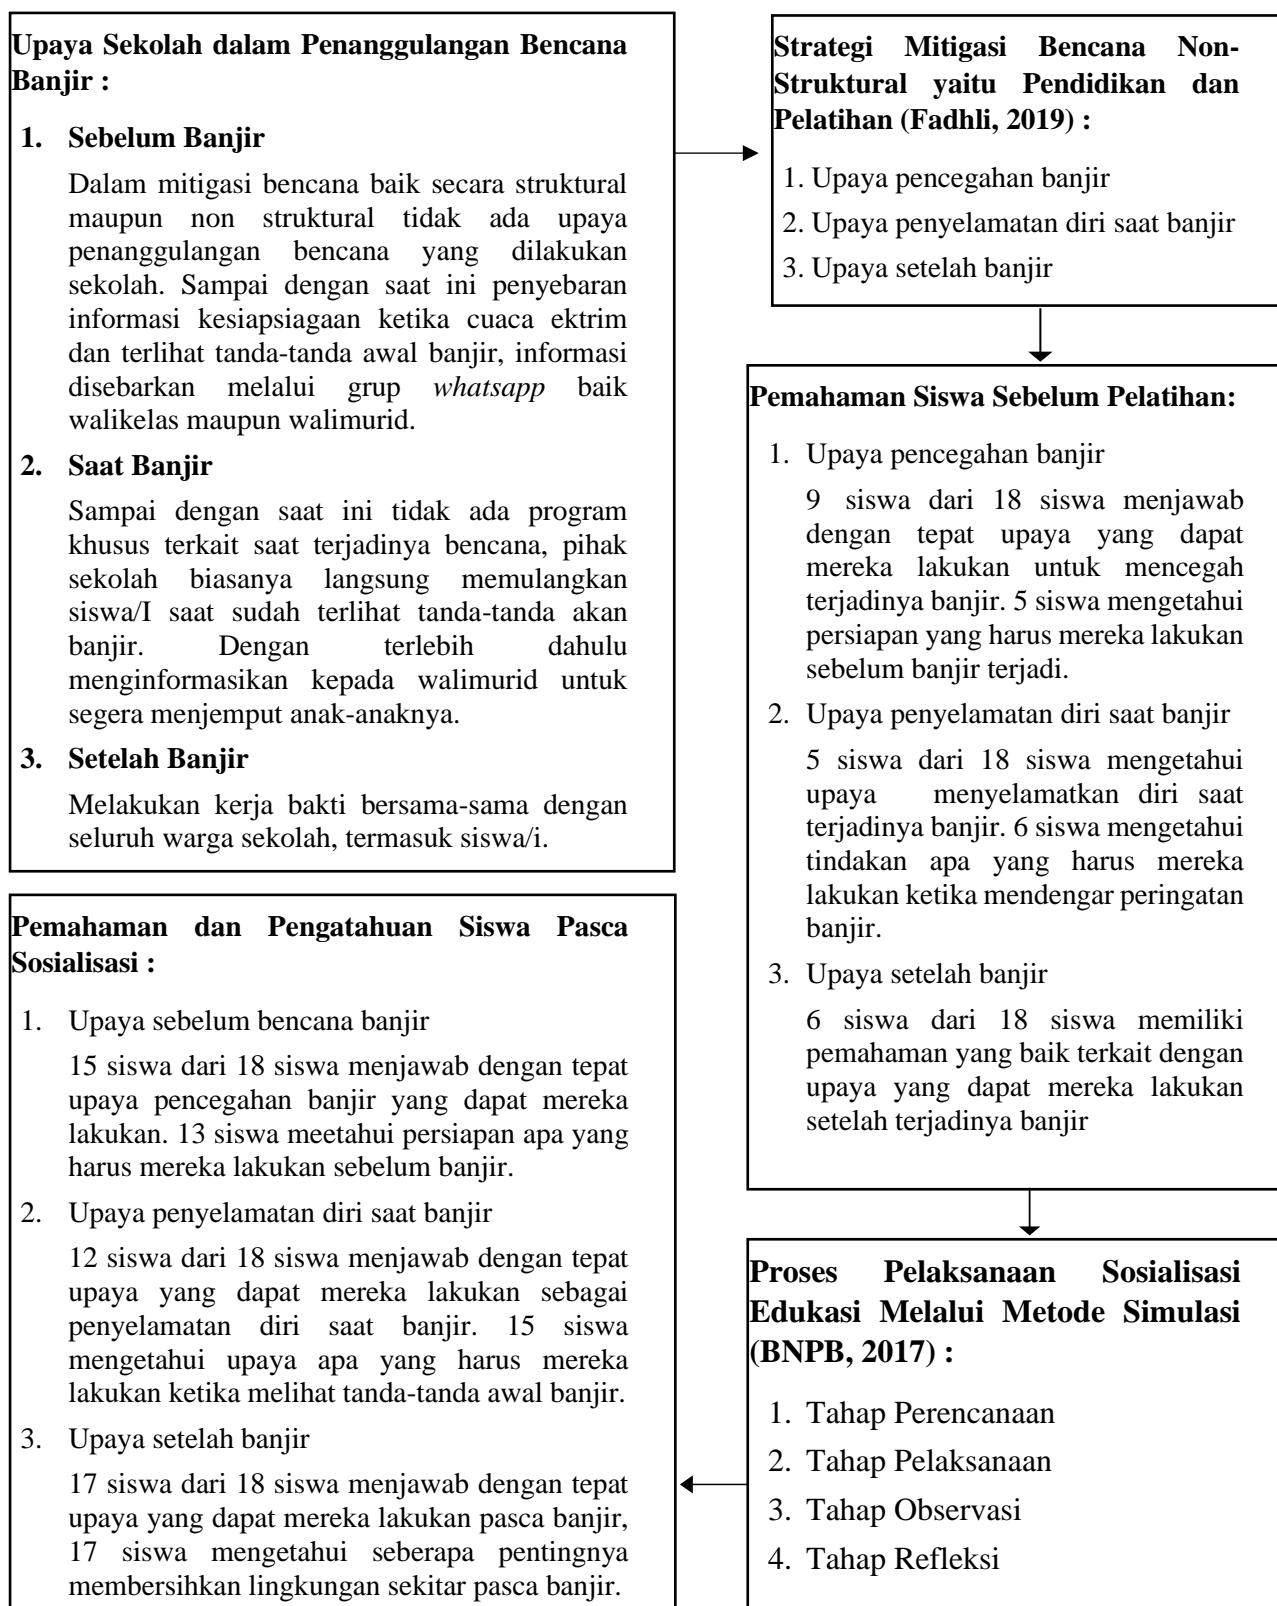 Upaya Sekolah dalam Penanggulangan Bencana
Banjir :
1. Sebelum Banjir
Dalam mitigasi bencana baik secara struktural
maupun non struktural tidak ada upaya
penanggulangan bencana yang dilakukan
sekolah. Sampai dengan saat ini penyebaran
informasi kesiapsiagaan ketika cuaca ektrim
dan terlihat tanda-tanda awal banjir, informasi
disebarkan melalui grup whatsapp baik
walikelas maupun walimurid.
2. Saat Banjir
Sampai dengan saat ini tidak ada program
khusus terkait saat terjadinya bencana, pihak
sekolah biasanya langsung memulangkan
siswa/I saat sudah terlihat tanda-tanda akan
banjir. Dengan terlebih dahulu
menginformasikan kepada walimurid untuk
segera menjemput anak-anaknya.
3. Setelah Banjir
Melakukan kerja bakti bersama-sama dengan
seluruh warga sekolah, termasuk siswa/i.
Strategi Mitigasi Bencana Non-
Struktural yaitu Pendidikan dan
Pelatihan (Fadhli, 2019) :
1. Upaya pencegahan banjir
2. Upaya penyelamatan diri saat banjir
3. Upaya setelah banjir
Pemahaman Siswa Sebelum Pelatihan:
1. Upaya pencegahan banjir
9 siswa dari 18 siswa menjawab
dengan tepat upaya yang dapat
mereka lakukan untuk mencegah
terjadinya banjir. 5 siswa mengetahui
persiapan yang harus mereka lakukan
sebelum banjir terjadi.
2. Upaya penyelamatan diri saat banjir
5 siswa dari 18 siswa mengetahui
upaya menyelamatkan diri saat
terjadinya banjir. 6 siswa mengetahui
tindakan apa yang harus mereka
lakukan ketika mendengar peringatan
banjir.
3. Upaya setelah banjir
6 siswa dari 18 siswa memiliki
pemahaman yang baik terkait dengan
upaya yang dapat mereka lakukan
setelah terjadinya banjir
Proses Pelaksanaan Sosialisasi
Edukasi Melalui Metode Simulasi
(BNPB, 2017) :
1. Tahap Perencanaan
2. Tahap Pelaksanaan
3. Tahap Observasi
4. Tahap Refleksi
Pemahaman dan Pengatahuan Siswa Pasca
Sosialisasi :
1. Upaya sebelum bencana banjir
15 siswa dari 18 siswa menjawab dengan tepat
upaya pencegahan banjir yang dapat mereka
lakukan. 13 siswa meetahui persiapan apa yang
harus mereka lakukan sebelum banjir.
2. Upaya penyelamatan diri saat banjir
12 siswa dari 18 siswa menjawab dengan tepat
upaya yang dapat mereka lakukan sebagai
penyelamatan diri saat banjir. 15 siswa
mengetahui upaya apa yang harus mereka
lakukan ketika melihat tanda-tanda awal banjir.
3. Upaya setelah banjir
17 siswa dari 18 siswa menjawab dengan tepat
upaya yang dapat mereka lakukan pasca banjir,
17 siswa mengetahui seberapa pentingnya
membersihkan lingkungan sekitar pasca banjir.